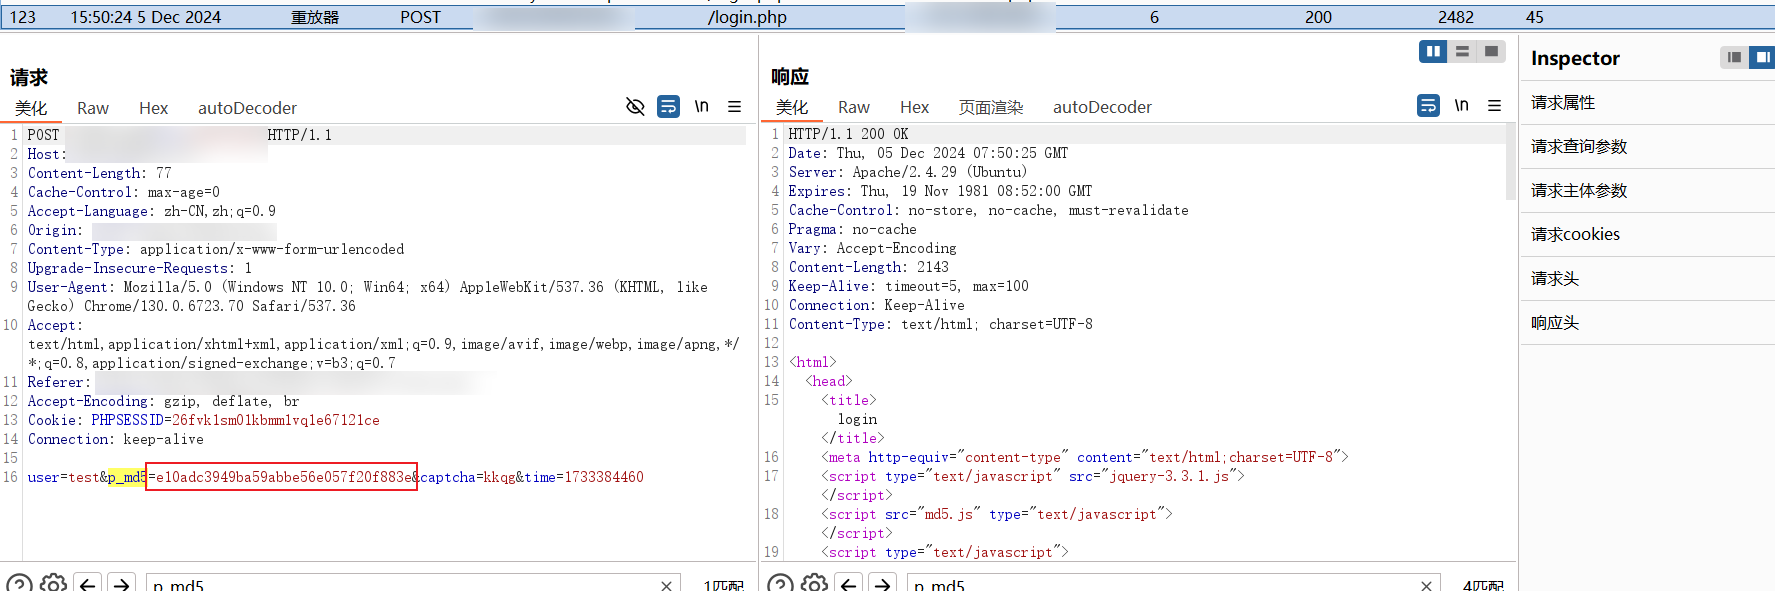 123 15:50:24 5 Dec 2024 重放器 POST /login.php 6 200 2482 45
请求
美化 Raw Hex autoDecoder \n
1 POST HTTP/1.1
2 Host:
3 Content-Length: 77
4 Cache-Control: max-age=0
5 Accept-Language: zh-CN,zh;q=0.9
6 Origin:
7 Content-Type: application/x-www-form-urlencoded
8 Upgrade-Insecure-Requests: 1
9 User-Agent: Mozilla/5.0 (Windows NT 10.0; Win64; x64) AppleWebKit/537.36 (KHTML, like
Gecko) Chrome/130.0.6723.70 Safari/537.36
10 Accept:
text/html,application/xhtml+xml,application/xml;q=0.9,image/avif,image/webp,image/apng,*/
*;q=0.8,application/signed-exchange;v=b3;q=0.7
11 Referer:
12 Accept-Encoding: gzip, deflate, br
13 Cookie: PHPSESSID=26fvklsm0lkbmmlvqle67121ce
14 Connection: keep-alive
15
16 user=test&p_md5=e10adc3949ba59abbe56e057f20f883e&captcha=kkqg&time=1733384460
p_md5 1匹配
响应
美化 Raw Hex 页面渲染 autoDecoder \n
1 HTTP/1.1 200 OK
2 Date: Thu, 05 Dec 2024 07:50:25 GMT
3 Server: Apache/2.4.29 (Ubuntu)
4 Expires: Thu, 19 Nov 1981 08:52:00 GMT
5 Cache-Control: no-store, no-cache, must-revalidate
6 Pragma: no-cache
7 Vary: Accept-Encoding
8 Content-Length: 2143
9 Keep-Alive: timeout=5, max=100
10 Connection: Keep-Alive
11 Content-Type: text/html; charset=UTF-8
12
13 <html>
14 <head>
15 <title>
login
</title>
16 <meta http-equiv="content-type" content="text/html;charset=UTF-8">
17 <script type="text/javascript" src="jquery-3.3.1.js">
</script>
18 <script src="md5.js" type="text/javascript">
</script>
19 <script type="text/javascript">
p_md5 4匹配
Inspector
请求属性
请求查询参数
请求主体参数
请求cookies
请求头
响应头